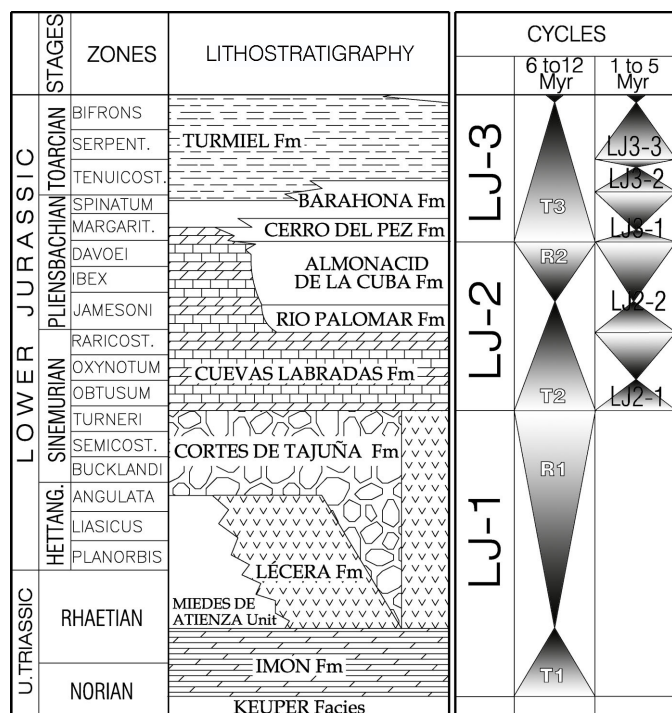 STAGES
ZONES
LITHOSTRATIGRAPHY
CYCLES
6 to12
Myr
1 to 5
Myr
LOWER JURASSIC
U.TRIASSIC
TOARCIAN
PLIENSBACHIAN
SINEMURIAN
HETTANG.
RHAETIAN
NORIAN
BIFRONS
SERPENT.
TENUICOST.
SPINATUM
MARGARIT.
DAVOEI
IBEX
JAMESONI
RARICOST.
OXYNOTUM
OBTUSUM
TURNERI
SEMICOST.
BUCKLANDI
ANGULATA
LIASICUS
PLANORBIS
TURMIEL Fm
BARAHONA Fm
CERRO DEL PEZ Fm
ALMONACID
DE LA CUBA Fm
RIO PALOMAR Fm
CUEVAS LABRADAS Fm
CORTES DE TAJUÑA Fm
LÉCERA Fm
MIEDES DE
ATIENZA Unit
IMON Fm
KEUPER Facies
LJ-3
LJ-2
LJ-1
T3
R2
T2
R1
T1
LJ3-3
LJ3-2
LJ3-1
LJ2-2
LJ2-1